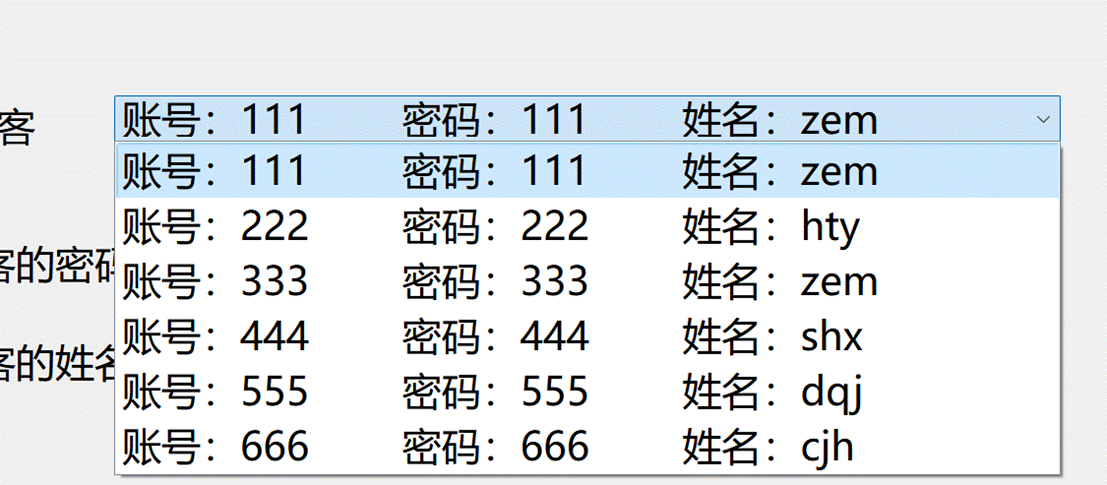 客 账号：111 密码：111 姓名：zem
账号：111 密码：111 姓名：zem
账号：222 密码：222 姓名：hty
客的密码 账号：333 密码：333 姓名：zem
账号：444 密码：444 姓名：shx
客的姓名 账号：555 密码：555 姓名：dqj
账号：666 密码：666 姓名：cjh